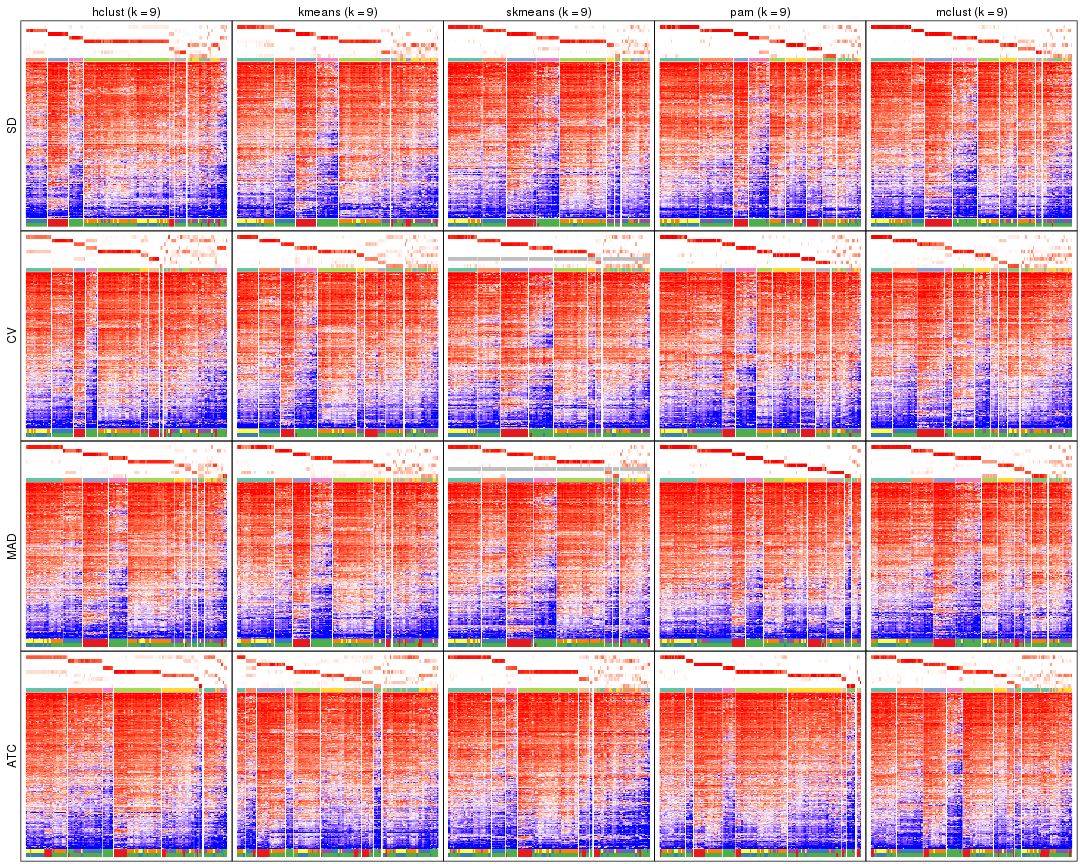 hclust (k = 9) kmeans (k = 9) skmeans (k = 9) pam (k = 9) mclust (k = 9)
SD
CV
MAD
ATC